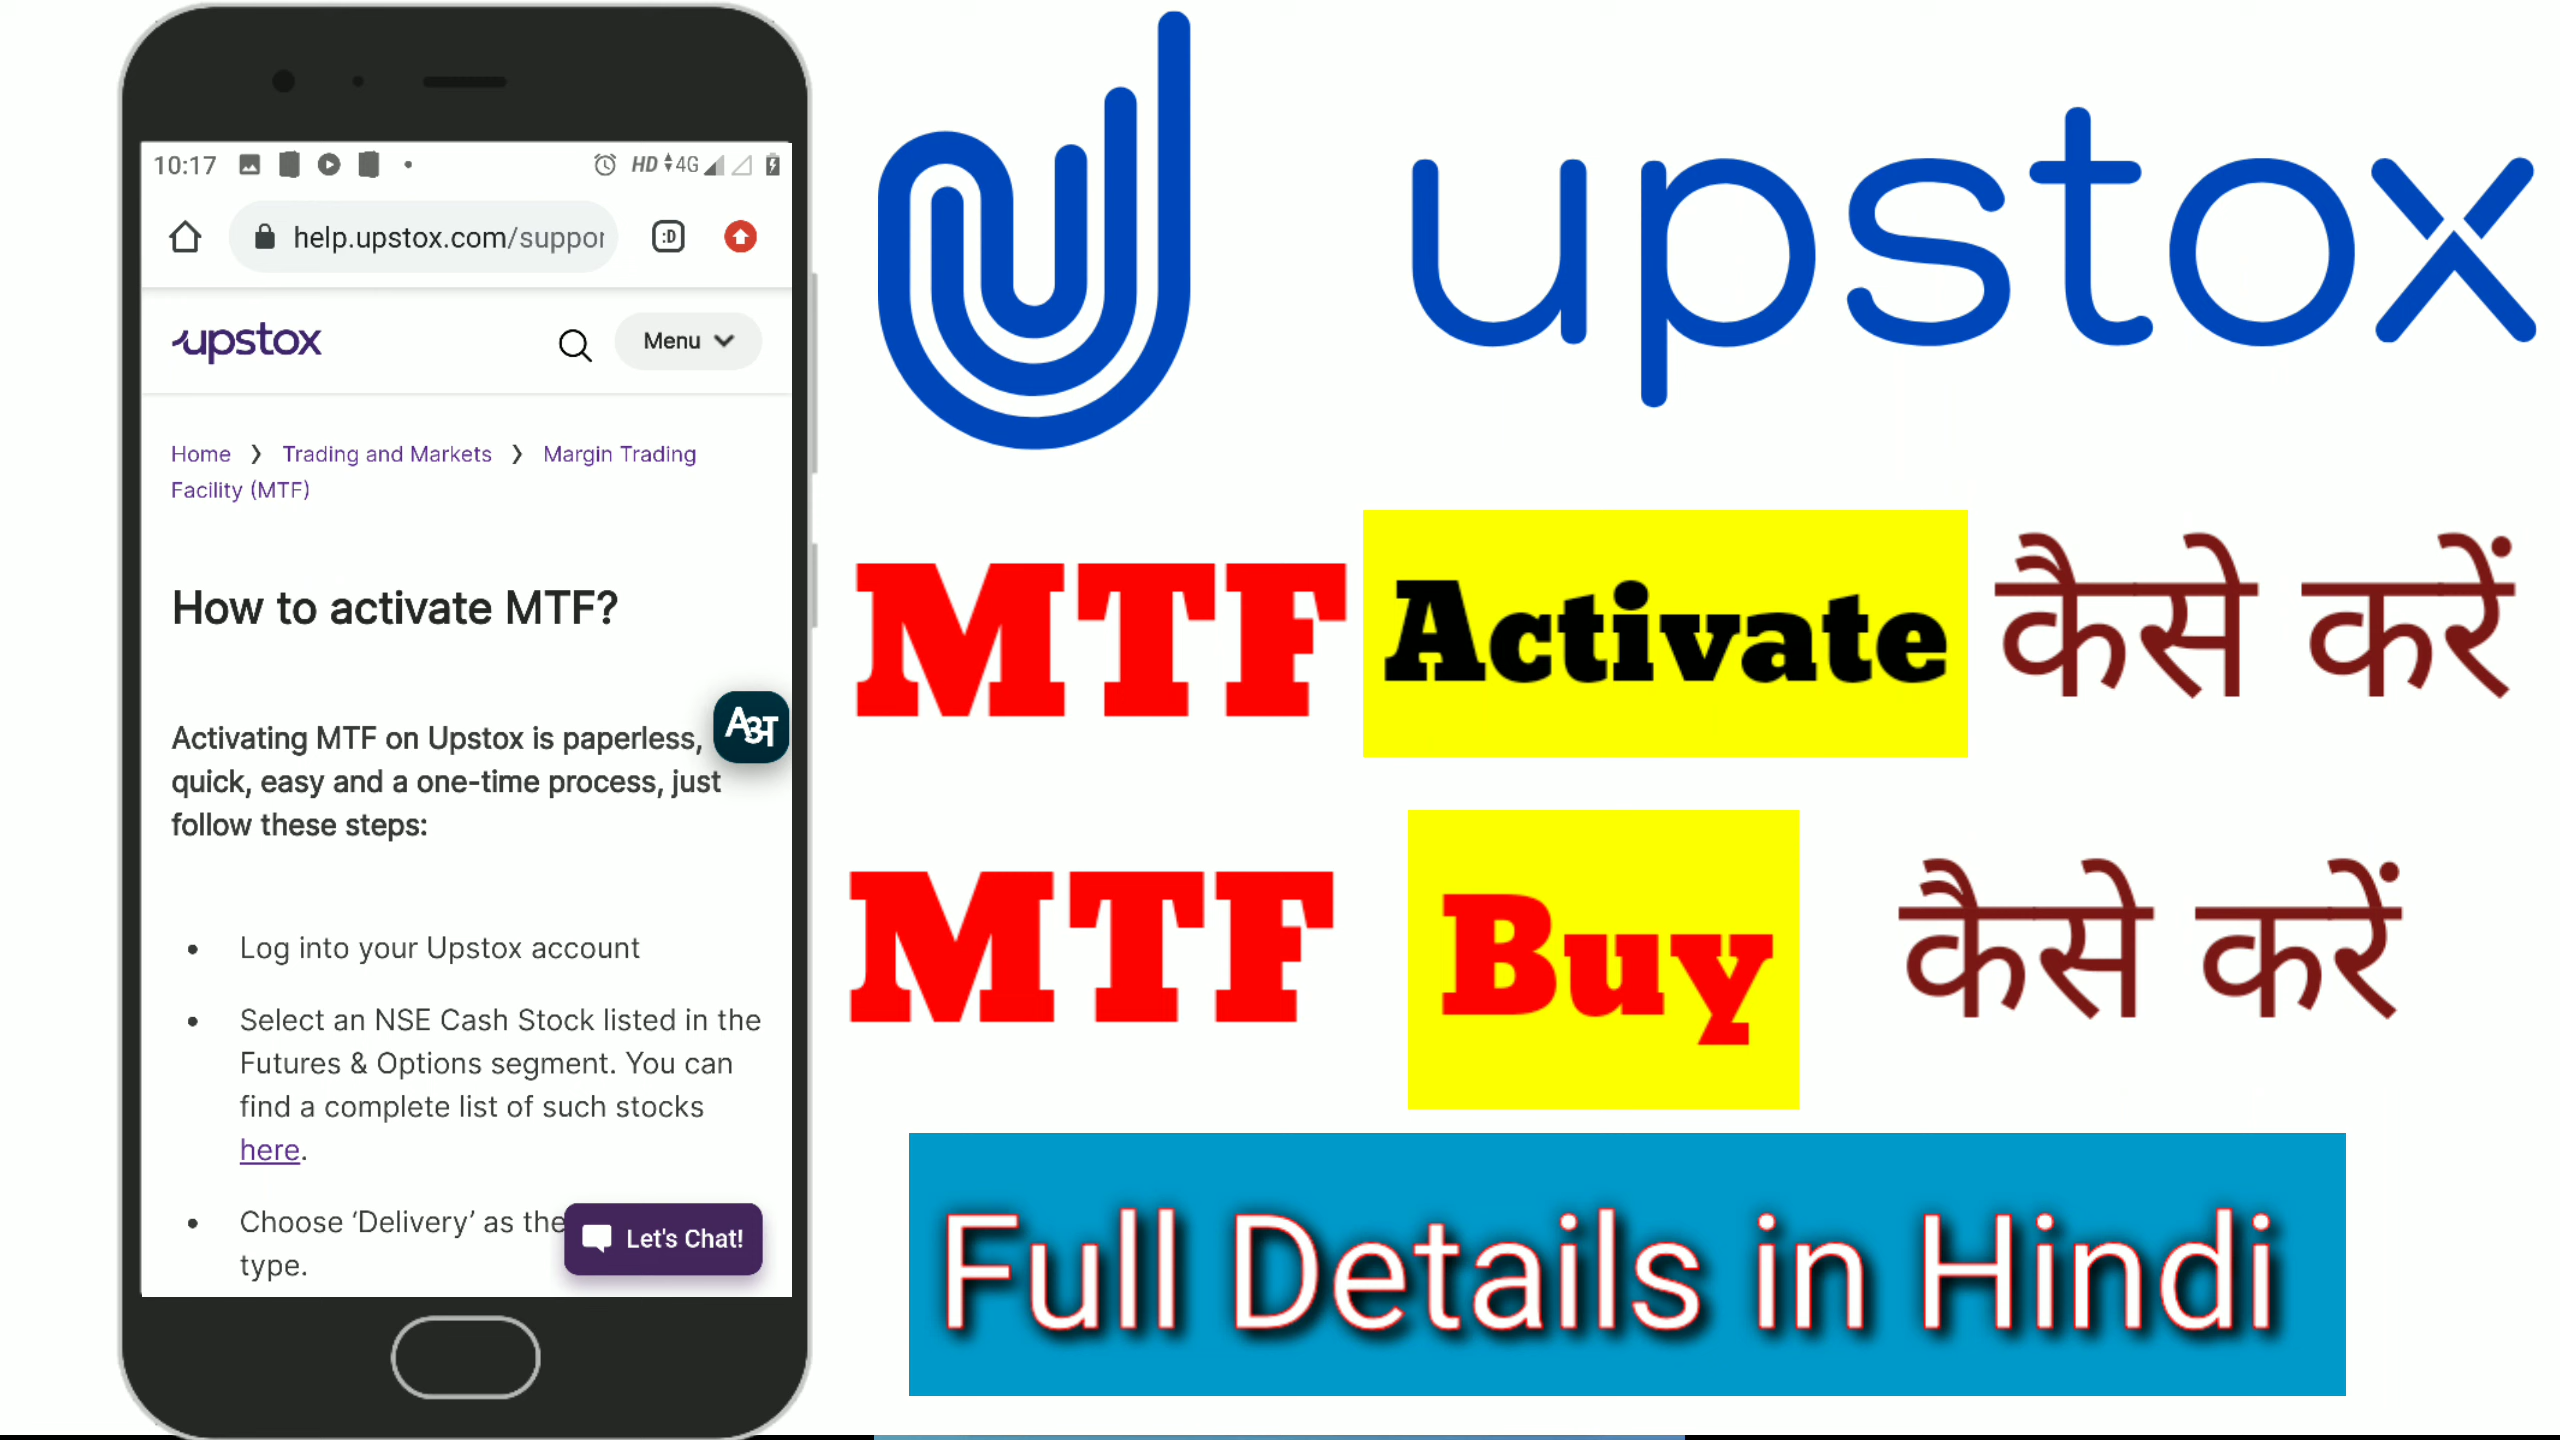 10:17
HD 4G
:D
help.upstox.com/suppor
upstox
Menu
Home > Trading and Markets > Margin Trading
Facility (MTF)
How to activate MTF?
Activating MTF on Upstox is paperless,
quick, easy and a one-time process, just
follow these steps:
A अ
• Log into your Upstox account
• Select an NSE Cash Stock listed in the
Futures & Options segment. You can
find a complete list of such stocks
here.
• Choose ‘Delivery’ as the
type.
Let's Chat!
upstox
MTF Activate कैसे करें
MTF Buy कैसे करें
Full Details in Hindi